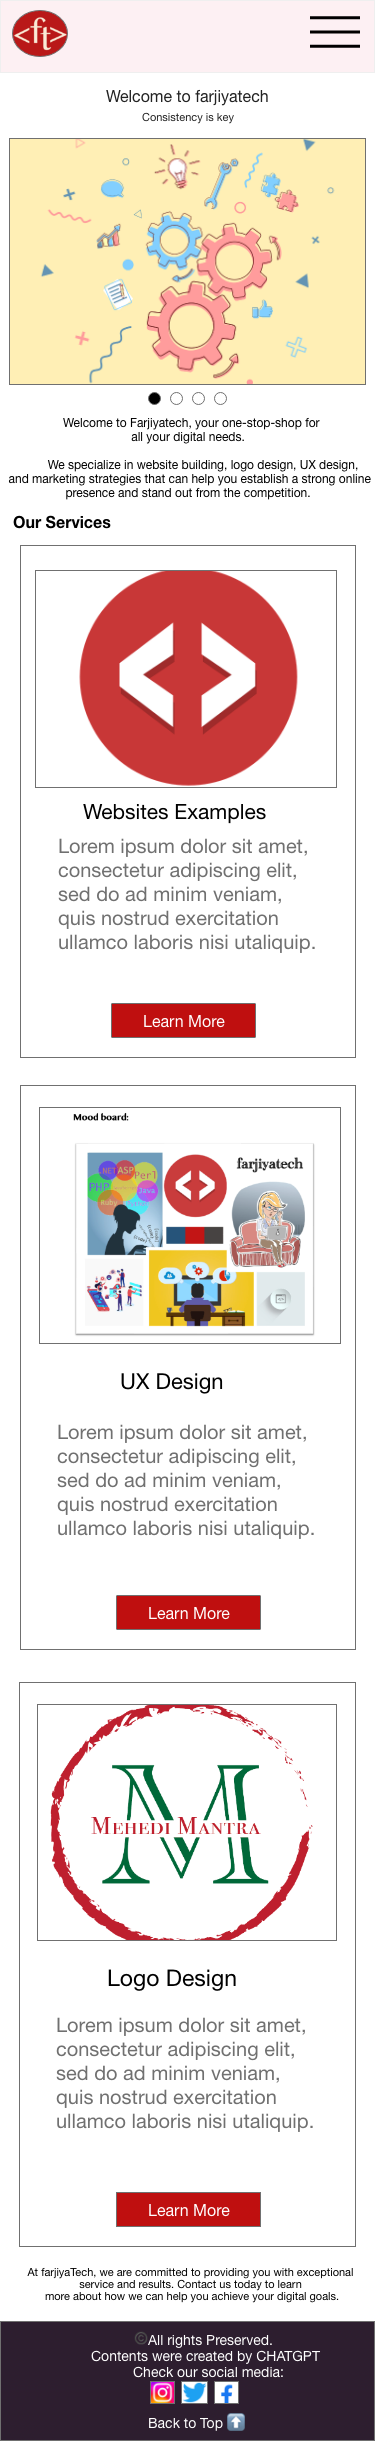 <ft>
Welcome to farjiyatech
Consistency is key
Welcome to Farjiyatech, your one-stop-shop for
all your digital needs.
We specialize in website building, logo design, UX design,
and marketing strategies that can help you establish a strong online
presence and stand out from the competition.
Our Services
Websites Examples
Lorem ipsum dolor sit amet,
consectetur adipiscing elit,
sed do ad minim veniam,
quis nostrud exercitation
ullamco laboris nisi utaliquip.
Learn More
Mood board:
.NET
ASP
PerT
PHP
Java
Ruby
farjiyatech
UX Design
Lorem ipsum dolor sit amet,
consectetur adipiscing elit,
sed do ad minim veniam,
quis nostrud exercitation
ullamco laboris nisi utaliquip.
Learn More
M
MEHEDI MANTRA
Logo Design
Lorem ipsum dolor sit amet,
consectetur adipiscing elit,
sed do ad minim veniam,
quis nostrud exercitation
ullamco laboris nisi utaliquip.
Learn More
At farjiyaTech, we are committed to providing you with exceptional
service and results. Contact us today to learn
more about how we can help you achieve your digital goals.
©All rights Preserved.
Contents were created by CHATGPT
Check our social media:
Back to Top